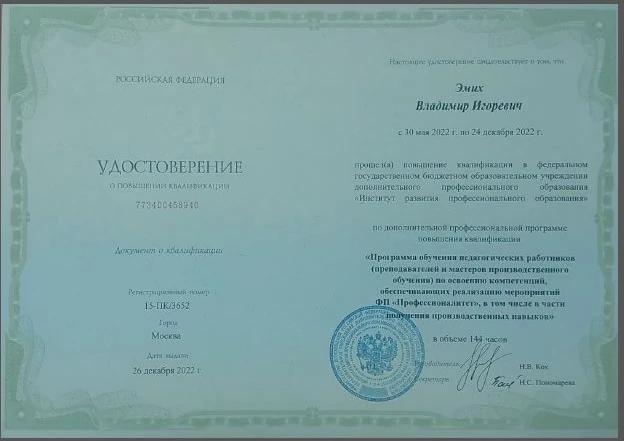 РОССИЙСКАЯ ФЕДЕРАЦИЯ
УДОСТОВЕРЕНИЕ
О ПОВЫШЕНИИ КВАЛИФИКАЦИИ
773400458940
Документ о квалификации
Регистрационный номер
15-ПК/3652
Город
Москва
Дата выдачи
26 декабря 2022 г.
Настоящее удостоверение свидетельствует о том, что
Эмих
Владимир Игоревич
с 30 мая 2022 г. по 24 декабря 2022 г.
прошел(а) повышение квалификации в федеральном
государственном бюджетном образовательном учреждении
дополнительного профессионального образования
«Институт развития профессионального образования»
по дополнительной профессиональной программе
повышения квалификации
«Программа обучения педагогических работников
(преподавателей и мастеров производственного
обучения) по освоению компетенций,
обеспечивающих реализацию мероприятий
ФП «Профессионалитет», в том числе в части
получения производственных навыков»
в объеме 144 часов
Руководитель Н.В. Кох
Секретарь Н.С. Пономарева